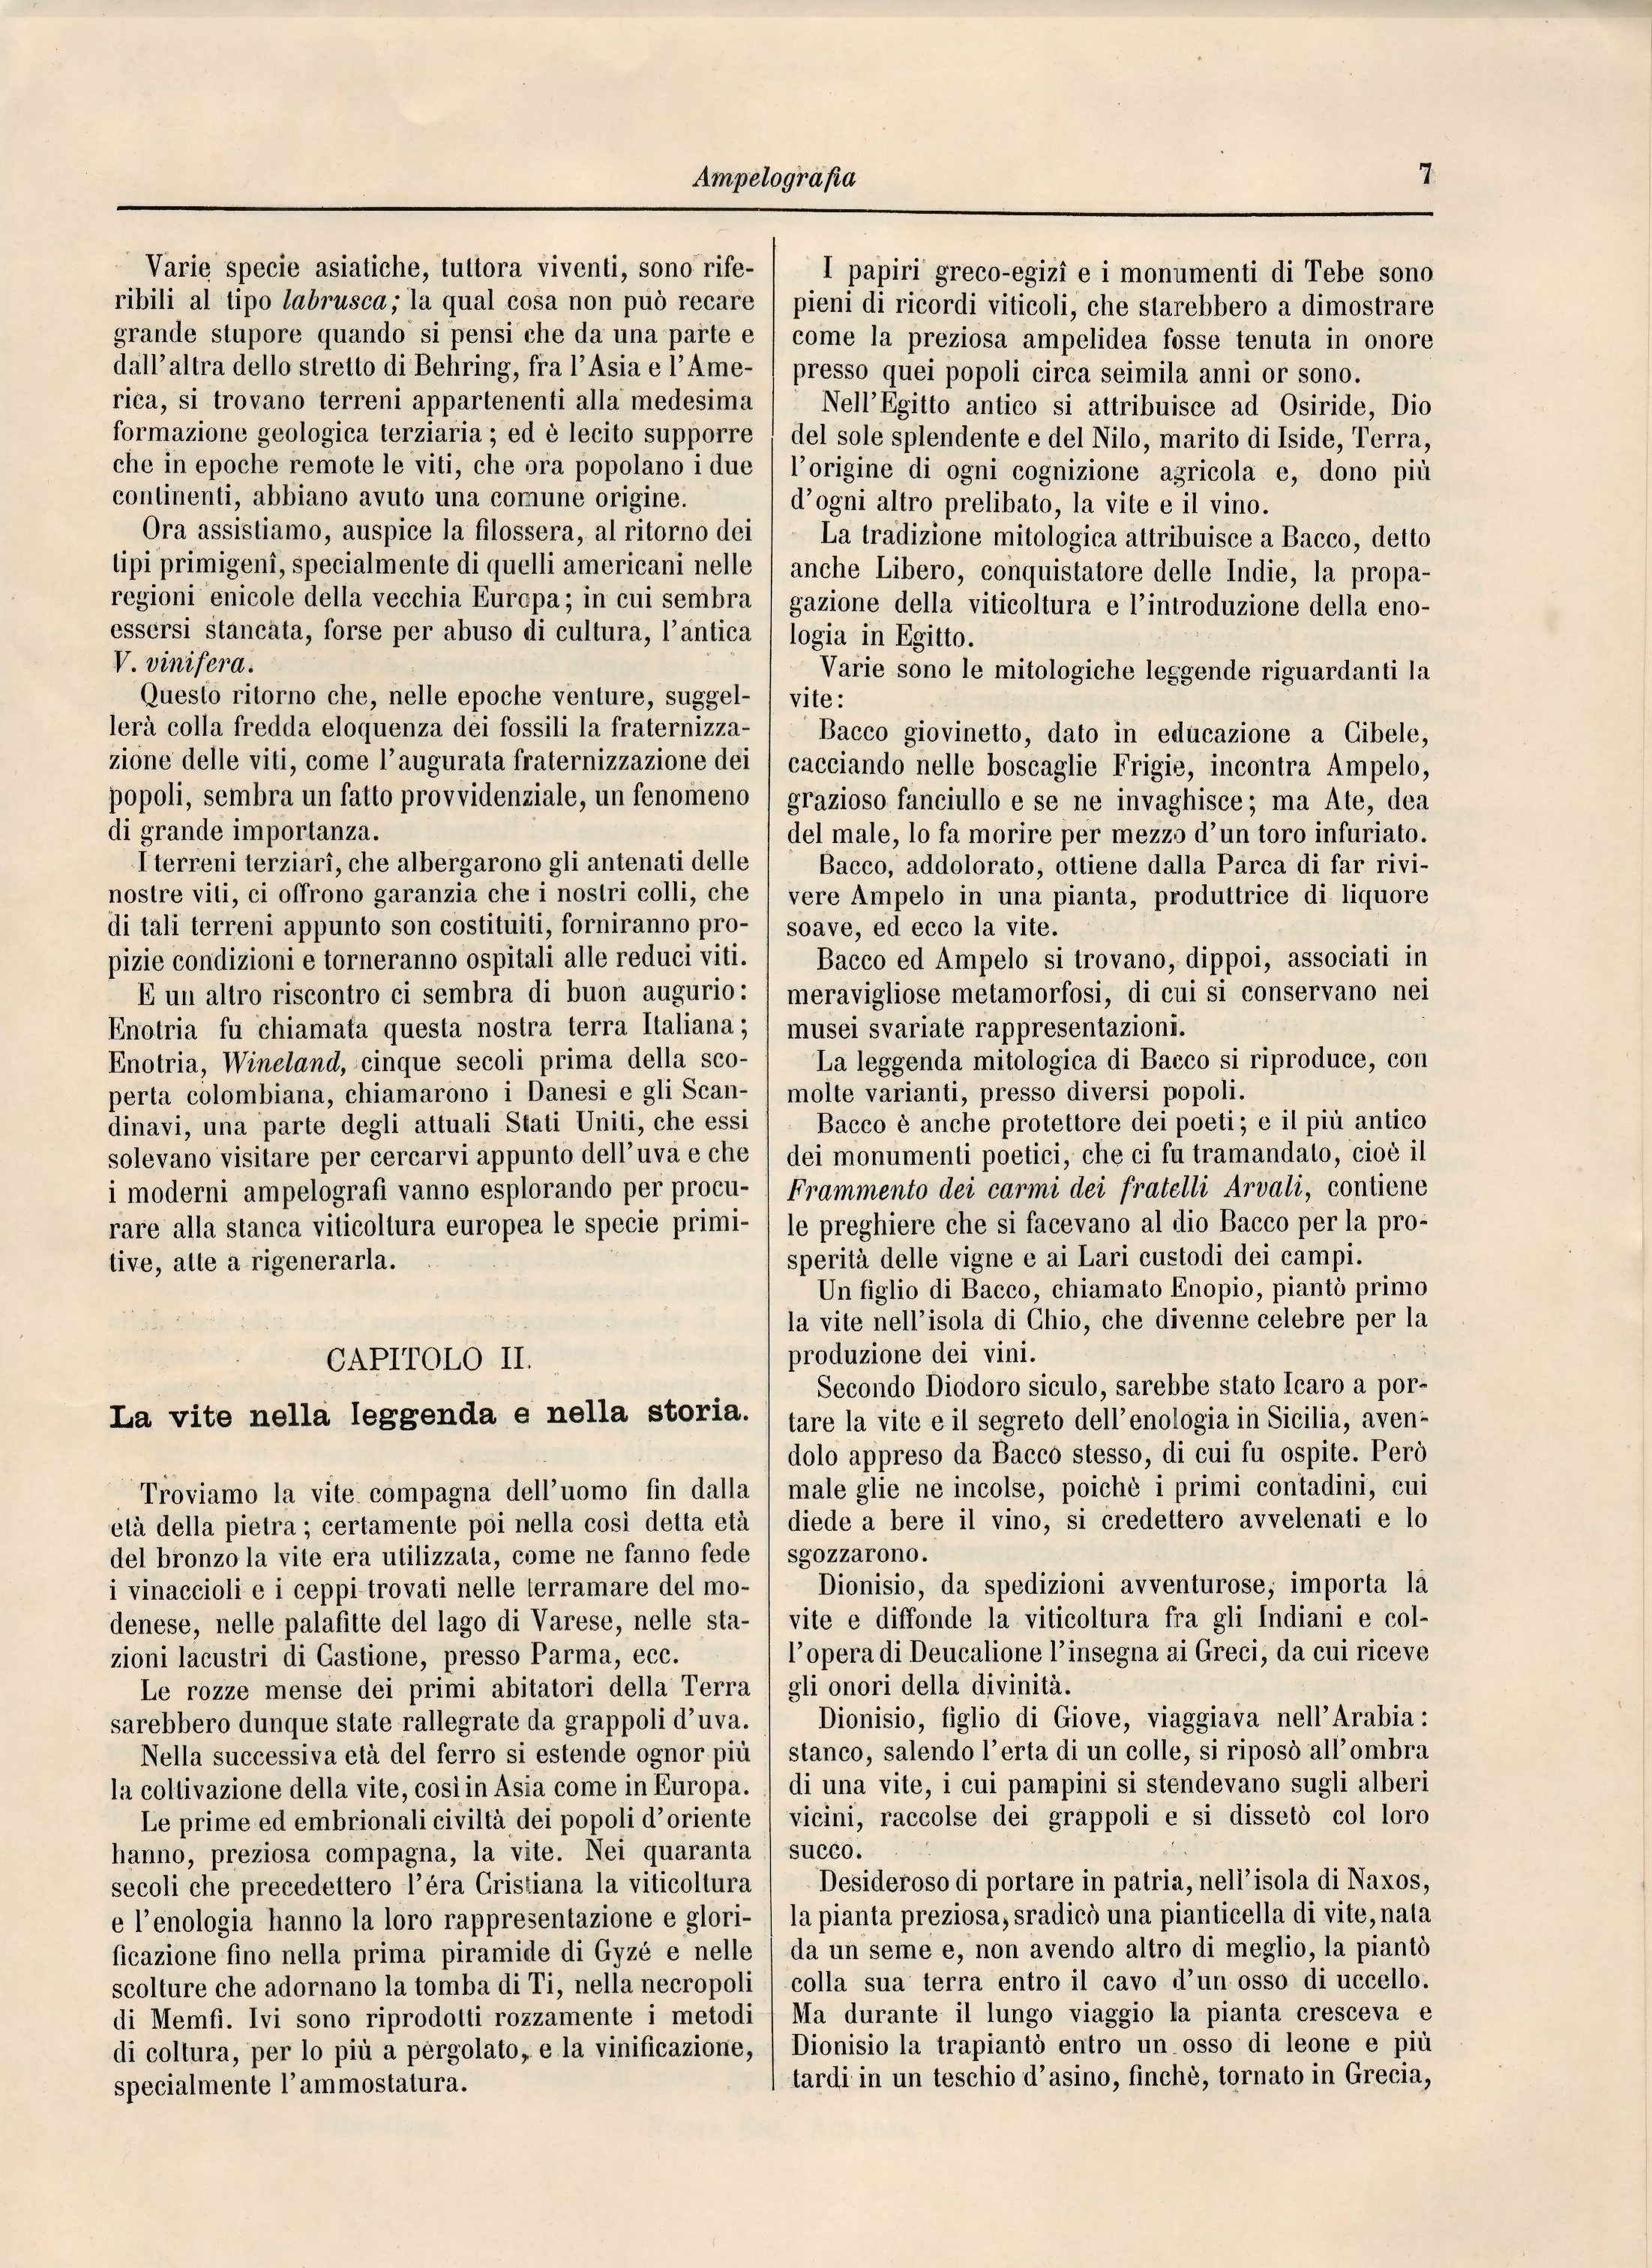 Ampelografia
7
Varie specie asiatiche, tuttora viventi, sono rife-
ribili al tipo labrusca; la qual cosa non può recare
grande stupore quando si pensi che da una parte e
dall'altra dello stretto di Behring, fra l'Asia e l'Ame-
rica, si trovano terreni appartenenti alla medesima
formazione geologica terziaria; ed è lecito supporre
che in epoche remote le viti, che ora popolano i due
continenti, abbiano avuto una comune origine.
Ora assistiamo, auspice la filossera, al ritorno dei
tipi primigenî, specialmente di quelli americani nelle
regioni enicole della vecchia Europa; in cui sembra
essersi stancata, forse per abuso di cultura, l'antica
V. vinifera.
Questo ritorno che, nelle epoche venture, suggel-
lerà colla fredda eloquenza dei fossili la fraternizza-
zione delle viti, come l'augurata fraternizzazione dei
popoli, sembra un fatto provvidenziale, un fenomeno
di grande importanza.
I terreni terziarî, che albergarono gli antenati delle
nostre viti, ci offrono garanzia che i nostri colli, che
di tali terreni appunto son costituiti, forniranno pro-
pizie condizioni e torneranno ospitali alle reduci viti.
E un altro riscontro ci sembra di buon augurio:
Enotria fu chiamata questa nostra terra Italiana;
Enotria, Wineland, cinque secoli prima della sco-
perta colombiana, chiamarono i Danesi e gli Scan-
dinavi, una parte degli attuali Stati Uniti, che essi
solevano visitare per cercarvi appunto dell'uva e che
i moderni ampelografi vanno esplorando per procu-
rare alla stanca viticoltura europea le specie primi-
tive, atte a rigenerarla.
CAPITOLO II.
La vite nella leggenda e nella storia.
Troviamo la vite compagna dell'uomo fin dalla
età della pietra; certamente poi nella così detta età
del bronzo la vite era utilizzata, come ne fanno fede
i vinaccioli e i ceppi trovati nelle terramare del mo-
denese, nelle palafitte del lago di Varese, nelle sta-
zioni lacustri di Castione, presso Parma, ecc.
Le rozze mense dei primi abitatori della Terra
sarebbero dunque state rallegrate da grappoli d'uva.
Nella successiva età del ferro si estende ognor più
la coltivazione della vite, così in Asia come in Europa.
Le prime ed embrionali civiltà dei popoli d'oriente
hanno, preziosa compagna, la vite. Nei quaranta
secoli che precedettero l'éra Cristiana la viticoltura
e l'enologia hanno la loro rappresentazione e glori-
ficazione fino nella prima piramide di Gyzé e nelle
scolture che adornano la tomba di Ti, nella necropoli
di Memfi. Ivi sono riprodotti rozzamente i metodi
di coltura, per lo più a pergolato, e la vinificazione,
specialmente l'ammostatura.
I papiri greco-egizî e i monumenti di Tebe sono
pieni di ricordi viticoli, che starebbero a dimostrare
come la preziosa ampelidea fosse tenuta in onore
presso quei popoli circa seimila anni or sono.
Nell'Egitto antico si attribuisce ad Osiride, Dio
del sole splendente e del Nilo, marito di Iside, Terra,
l'origine di ogni cognizione agricola e, dono più
d'ogni altro prelibato, la vite e il vino.
La tradizione mitologica attribuisce a Bacco, detto
anche Libero, conquistatore delle Indie, la propa-
gazione della viticoltura e l'introduzione della eno-
logia in Egitto.
Varie sono le mitologiche leggende riguardanti la
vite:
Bacco giovinetto, dato in educazione a Cibele,
cacciando nelle boscaglie Frigie, incontra Ampelo,
grazioso fanciullo e se ne invaghisce; ma Ate, dea
del male, lo fa morire per mezzo d'un toro infuriato.
Bacco, addolorato, ottiene dalla Parca di far rivi-
vere Ampelo in una pianta, produttrice di liquore
soave, ed ecco la vite.
Bacco ed Ampelo si trovano, dippoi, associati in
meravigliose metamorfosi, di cui si conservano nei
musei svariate rappresentazioni.
La leggenda mitologica di Bacco si riproduce, con
molte varianti, presso diversi popoli.
Bacco è anche protettore dei poeti; e il più antico
dei monumenti poetici, che ci fu tramandato, cioè il
Frammento dei carmi dei fratelli Arvali, contiene
le preghiere che si facevano al dio Bacco per la pro-
sperità delle vigne e ai Lari custodi dei campi.
Un figlio di Bacco, chiamato Enopio, piantò primo
la vite nell'isola di Chio, che divenne celebre per la
produzione dei vini.
Secondo Diodoro siculo, sarebbe stato Icaro a por-
tare la vite e il segreto dell'enologia in Sicilia, aven-
dolo appreso da Bacco stesso, di cui fu ospite. Però
male glie ne incolse, poichè i primi contadini, cui
diede a bere il vino, si credettero avvelenati e lo
sgozzarono.
Dionisio, da spedizioni avventurose, importa la
vite e diffonde la viticoltura fra gli Indiani e col-
l'opera di Deucalione l'insegna ai Greci, da cui riceve
gli onori della divinità.
Dionisio, figlio di Giove, viaggiava nell'Arabia:
stanco, salendo l'erta di un colle, si riposò all'ombra
di una vite, i cui pampini si stendevano sugli alberi
vicini, raccolse dei grappoli e si dissetò col loro
succo.
Desideroso di portare in patria, nell'isola di Naxos,
la pianta preziosa, sradicò una pianticella di vite, nata
da un seme e, non avendo altro di meglio, la piantò
colla sua terra entro il cavo d'un osso di uccello.
Ma durante il lungo viaggio la pianta cresceva e
Dionisio la trapiantò entro un osso di leone e più
tardi in un teschio d'asino, finchè, tornato in Grecia,